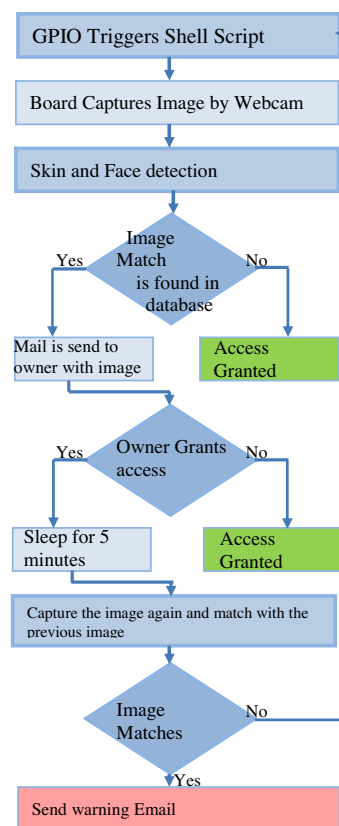 GPIO Triggers Shell Script
Board Captures Image by Webcam
Skin and Face detection
Image
Match
is found in
database
Yes
No
Mail is send to
owner with image
Access
Granted
Owner Grants
access
Yes
No
Sleep for 5
minutes
Access
Granted
Capture the image again and match with the
previous image
Image
Matches
No
Yes
Send warning Email